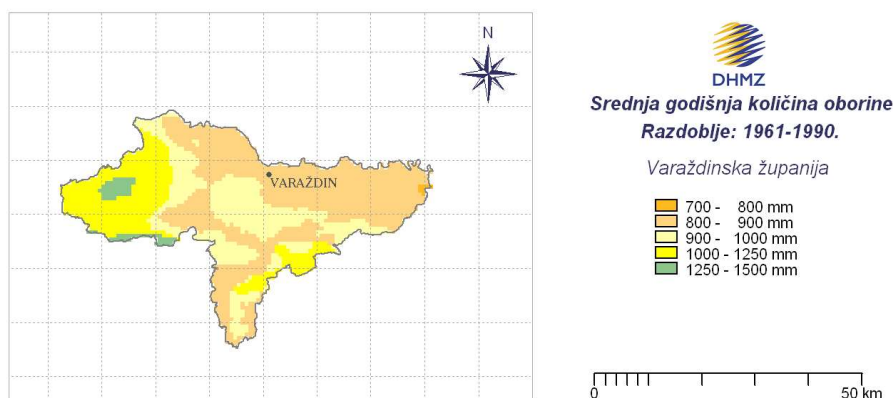 N
VARAŽDIN
DHMZ
Srednja godišnja količina oborine
Razdoblje: 1961-1990.
Varaždinska županija
700 - 800 mm
800 - 900 mm
900 - 1000 mm
1000 - 1250 mm
1250 - 1500 mm
0 50 km